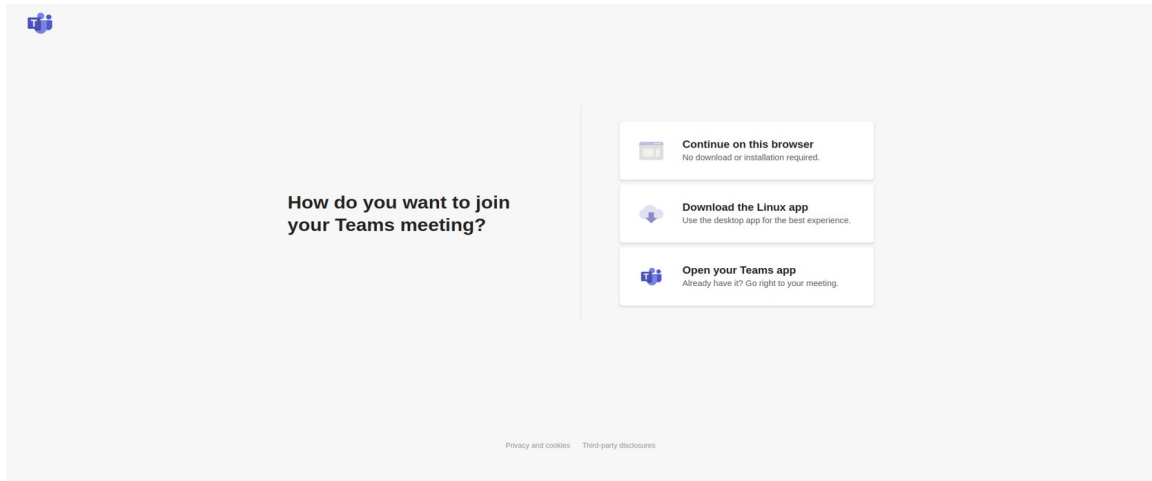 How do you want to join
your Teams meeting?
Continue on this browser
No download or installation required.
Download the Linux app
Use the desktop app for the best experience.
Open your Teams app
Already have it? Go right to your meeting.
Privacy and cookies Third-party disclosures